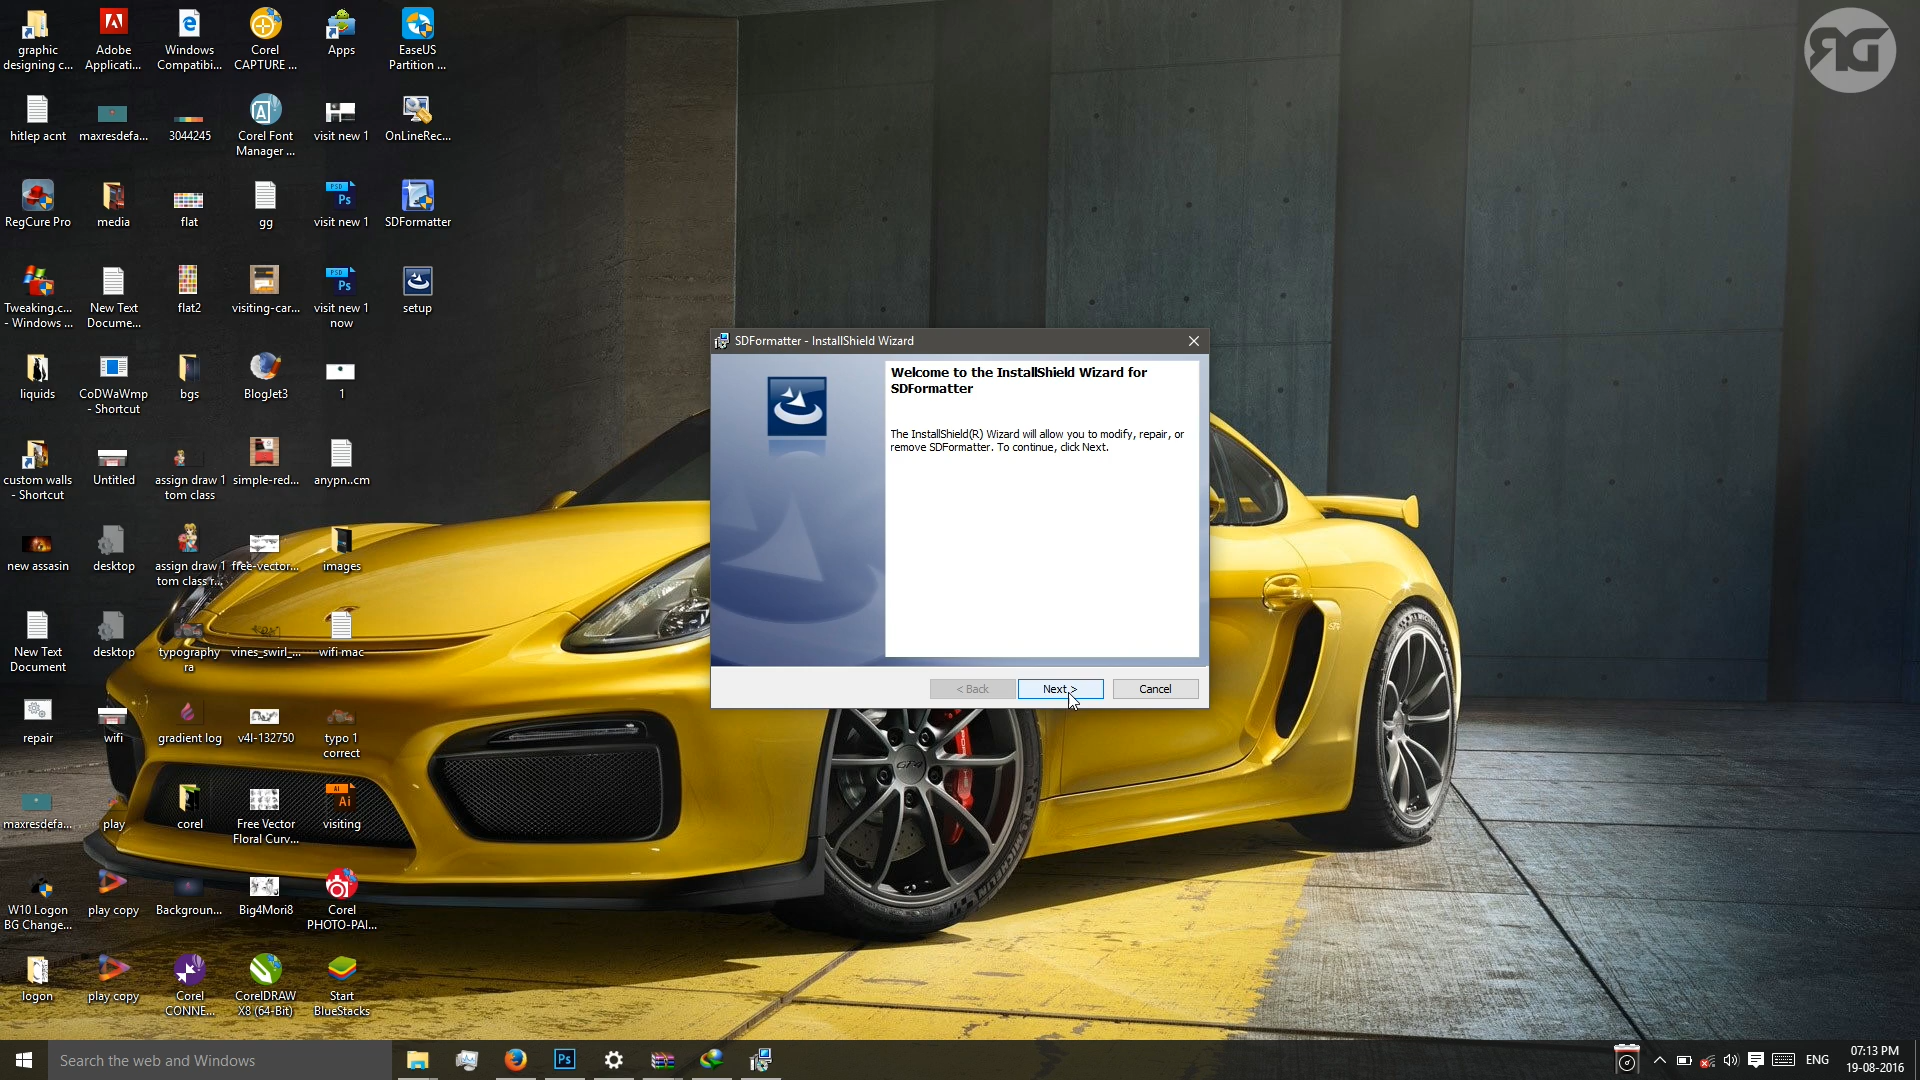 graphic
designing c...
Adobe
Applicati...
Windows
Compatibi...
Corel
CAPTURE ...
Apps
EaseUS
Partition ...
RG
hitlep acnt
maxresdefa...
3044245
Corel Font
Manager ...
visit new 1
OnLineRec...
RegCure Pro
media
flat
gg
visit new 1
SDFormatter
Tweaking.c...
- Windows ...
New Text
Docume...
flat2
visiting-car...
visit new 1
now
setup
SDFormatter - InstallShield Wizard
Welcome to the InstallShield Wizard for
SDFormatter
The InstallShield(R) Wizard will allow you to modify, repair, or
remove SDFormatter. To continue, click Next.
< Back
Next >
Cancel
liquids
CoDWaWmp
- Shortcut
bgs
BlogJet3
1
custom walls
- Shortcut
Untitled
assign draw 1
tom class
simple-red...
anypn..cm
new assasin
desktop
assign draw 1
tom class r...
free-vector...
images
New Text
Document
desktop
typography
ra
vines_swirl_...
wifi mac
repair
wifi
gradient log
v4l-132750
typo 1
correct
maxresdefa...
play
corel
Free Vector
Floral Curv...
visiting
W10 Logon
BG Change...
play copy
Backgroun...
Big4Mori8
Corel
PHOTO-PAI...
logon
play copy
Corel
CONNE...
CorelDRAW
X8 (64-Bit)
Start
BlueStacks
Search the web and Windows
ENG
07:13 PM
19-08-2016